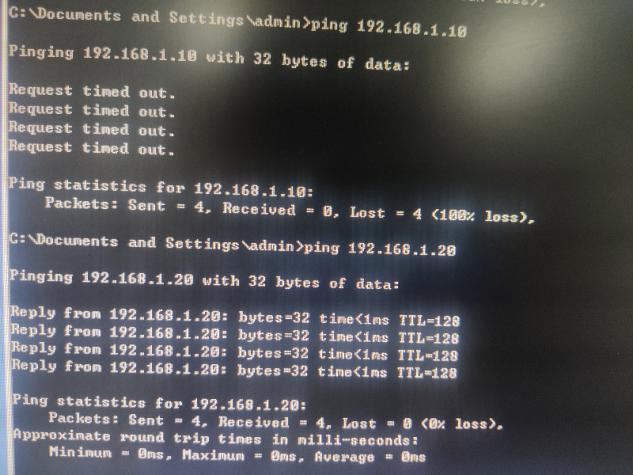 loss),
C:\Documents and Settings\admin>ping 192.168.1.10
Pinging 192.168.1.10 with 32 bytes of data:
Request timed out.
Request timed out.
Request timed out.
Request timed out.
Ping statistics for 192.168.1.10:
Packets: Sent = 4, Received = 0, Lost = 4 (100% loss),
C:\Documents and Settings\admin>ping 192.168.1.20
Pinging 192.168.1.20 with 32 bytes of data:
Reply from 192.168.1.20: bytes=32 time<1ms TTL=128
Reply from 192.168.1.20: bytes=32 time<1ms TTL=128
Reply from 192.168.1.20: bytes=32 time<1ms TTL=128
Reply from 192.168.1.20: bytes=32 time<1ms TTL=128
Ping statistics for 192.168.1.20:
Packets: Sent = 4, Received = 4, Lost = 0 (0% loss),
Approximate round trip times in milli-seconds:
Minimum = 0ms, Maximum = 0ms, Average = 0ms